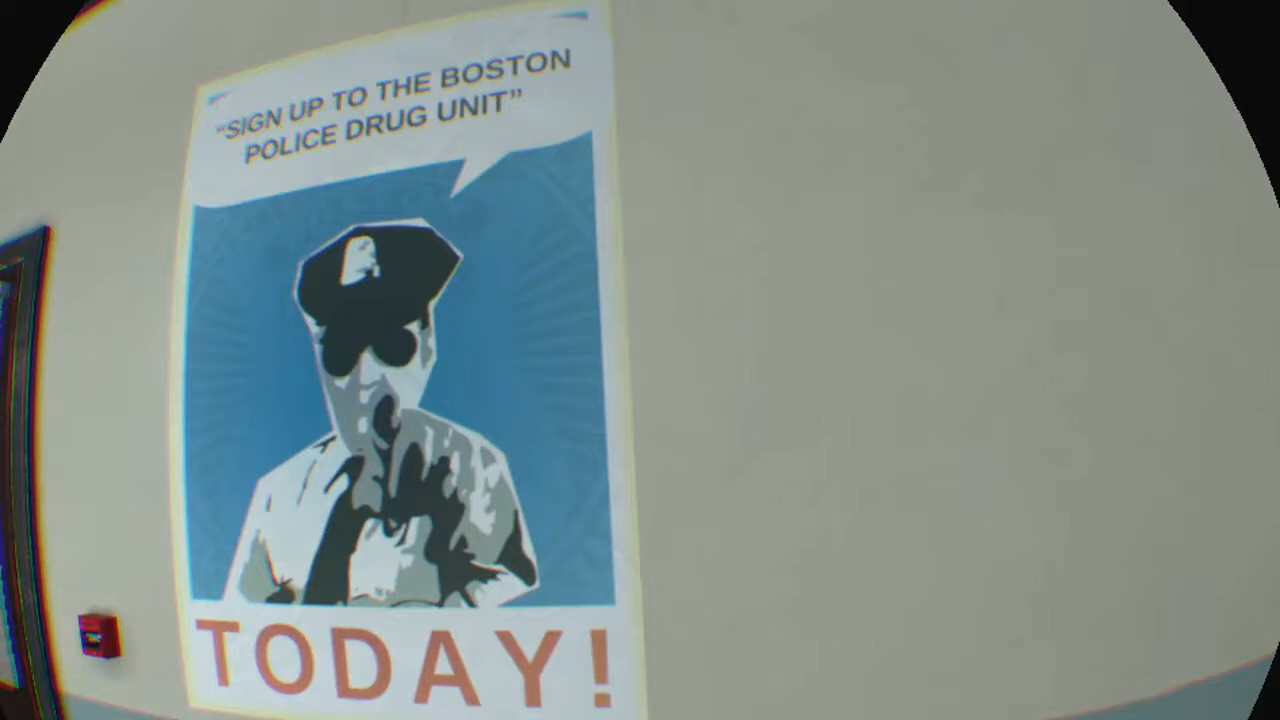 “SIGN UP TO THE BOSTON
POLICE DRUG UNIT”
TODAY!